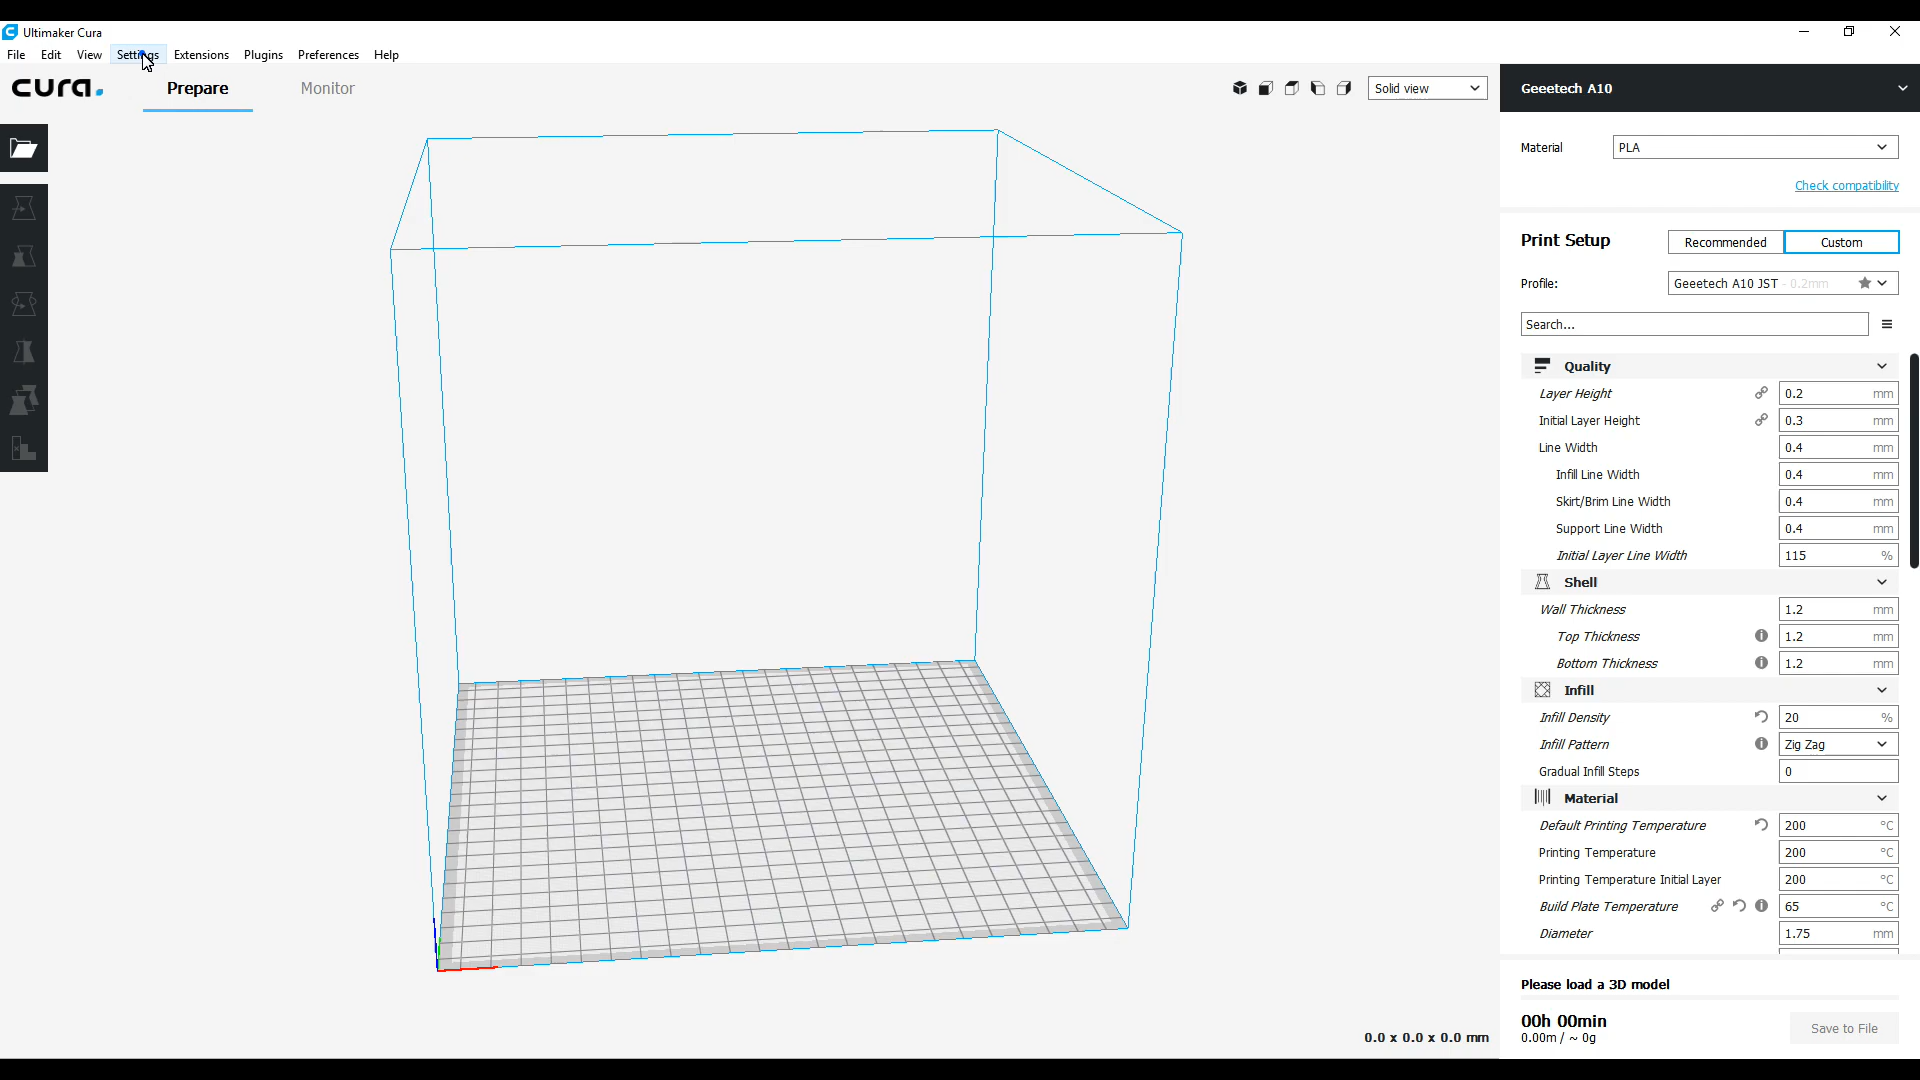 Ultimaker Cura
File Edit View Settings Extensions Plugins Preferences Help
cura. Prepare Monitor Solid view Geeetech A10
Material PLA
Check compatibility
Print Setup Recommended Custom
Profile: Geeetech A10 JST - 0.2mm
Search...
Quality
Layer Height 0.2 mm
Initial Layer Height 0.3 mm
Line Width 0.4 mm
Infill Line Width 0.4 mm
Skirt/Brim Line Width 0.4 mm
Support Line Width 0.4 mm
Initial Layer Line Width 115 %
Shell
Wall Thickness 1.2 mm
Top Thickness 1.2 mm
Bottom Thickness 1.2 mm
Infill
Infill Density 20 %
Infill Pattern Zig Zag
Gradual Infill Steps 0
Material
Default Printing Temperature 200 °C
Printing Temperature 200 °C
Printing Temperature Initial Layer 200 °C
Build Plate Temperature 65 °C
Diameter 1.75 mm
Please load a 3D model
00h 00min
0.00m / ~ 0g
Save to File
0.0 x 0.0 x 0.0 mm